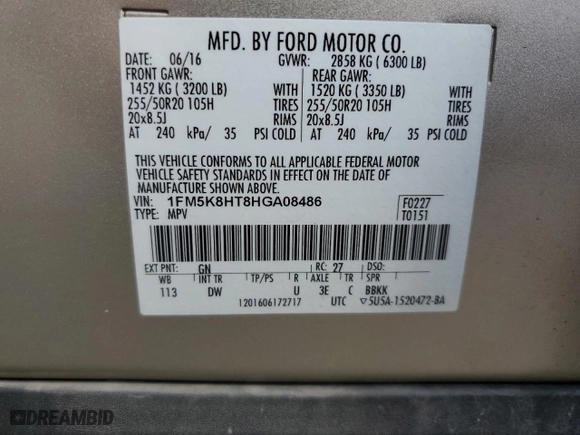 MFD. BY FORD MOTOR CO.
DATE: 06/16 GVWR: 2858 KG ( 6300 LB)
FRONT GAWR: REAR GAWR:
1452 KG ( 3200 LB) WITH 1520 KG ( 3350 LB) WITH
255/50R20 105H TIRES 255/50R20 105H TIRES
20x8.5J RIMS 20x8.5J RIMS
AT 240 kPa/ 35 PSI COLD AT 240 kPa/ 35 PSI COLD
THIS VEHICLE CONFORMS TO ALL APPLICABLE FEDERAL MOTOR
VEHICLE SAFETY STANDARDS IN EFFECT ON THE DATE OF
MANUFACTURE SHOWN ABOVE.
VIN: 1FM5K8HT8HGA08486 F0227
TYPE: MPV T0151
EXT PNT: GN RC: 27 DSO:
WB INT TR TP/PS R AXLE TR SPR
113 DW U 3E C BBKK
1201606172717 UTC ▽5U5A-1520472-BA
DREAMBID